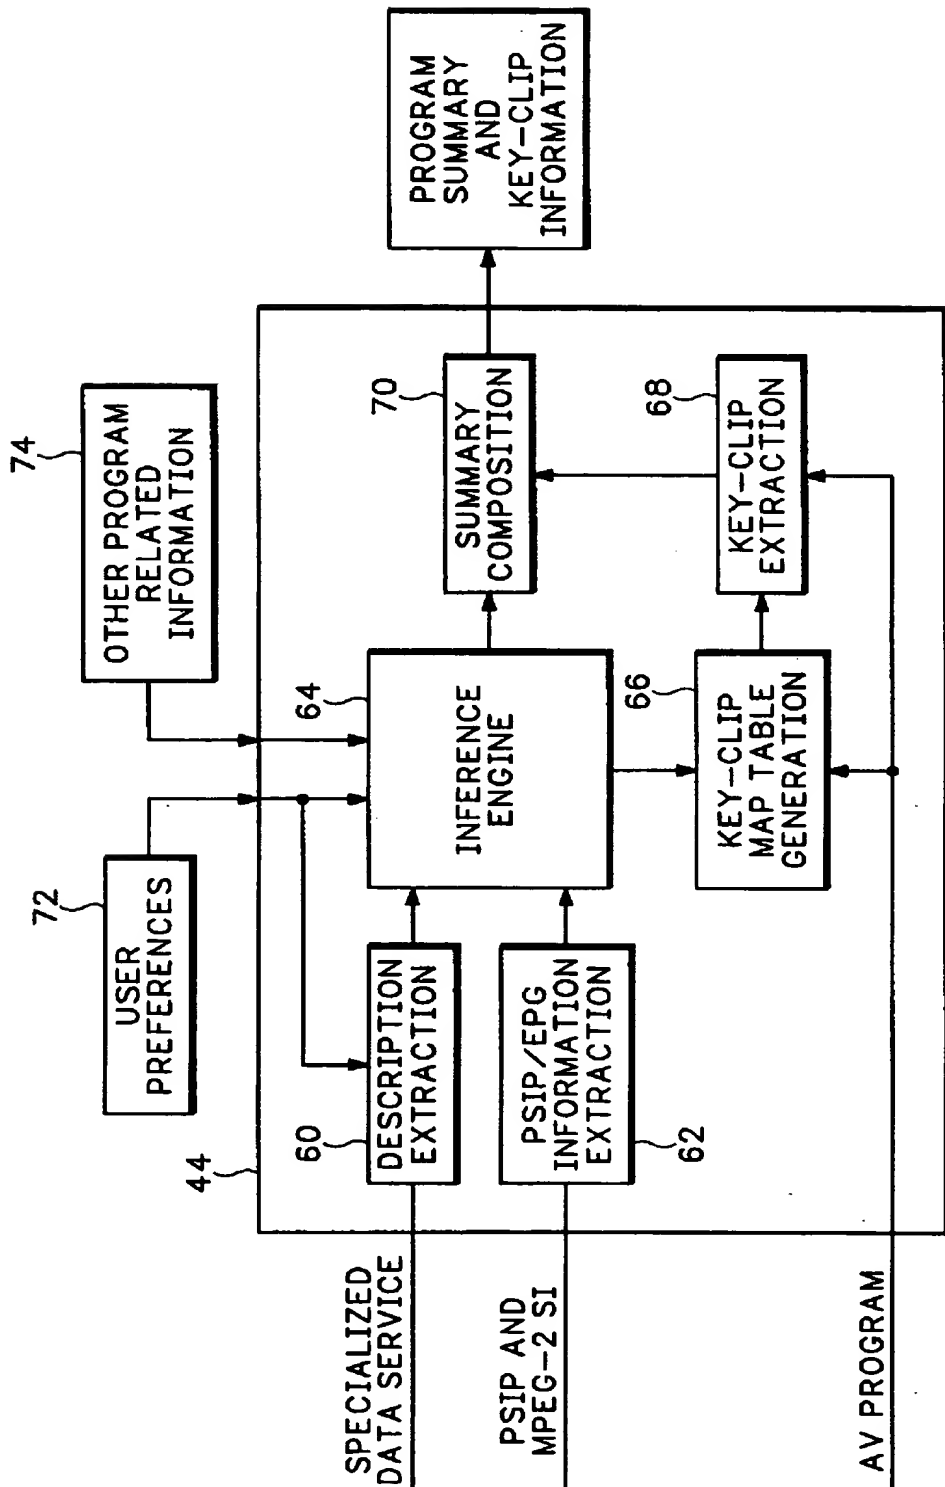 74
OTHER PROGRAM
RELATED
INFORMATION
72
USER
PREFERENCES
44
60
DESCRIPTION
EXTRACTION
64
INFERENCE
ENGINE
70
SUMMARY
COMPOSITION
PROGRAM
SUMMARY
AND
KEY-CLIP
INFORMATION
SPECIALIZED
DATA SERVICE
PSIP AND
MPEG-2 SI
PSIP/EPG
INFORMATION
EXTRACTION
62
66
KEY-CLIP
MAP TABLE
GENERATION
68
KEY-CLIP
EXTRACTION
AV PROGRAM